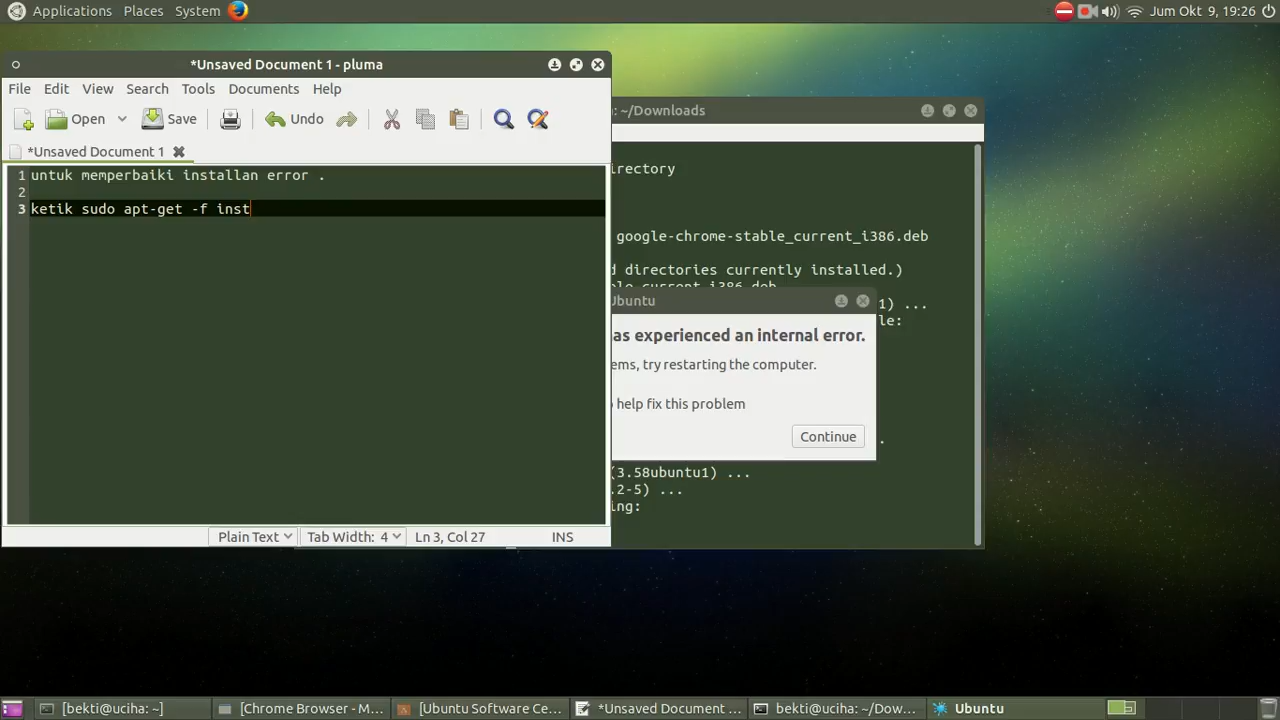 Applications Places System Jum Okt 9, 19:26
*Unsaved Document 1 - pluma
File Edit View Search Tools Documents Help
Open Save Undo
*Unsaved Document 1
1 untuk memperbalki installan error .
2
3 ketik sudo apt-get -f inst
Plain Text Tab Width: 4 Ln 3, Col 27 INS
: ~/Downloads
irectory
google-chrome-stable_current_i386.deb
d directories currently installed.)
1) ...
le:
Ubuntu
as experienced an internal error.
ems, try restarting the computer.
help fix this problem
Continue
.
(3.58ubuntu1) ...
.2-5) ...
ing:
[bekti@uciha: ~] [Chrome Browser - M... [Ubuntu Software Ce... *Unsaved Document ... bekti@uciha: ~/Dow... Ubuntu